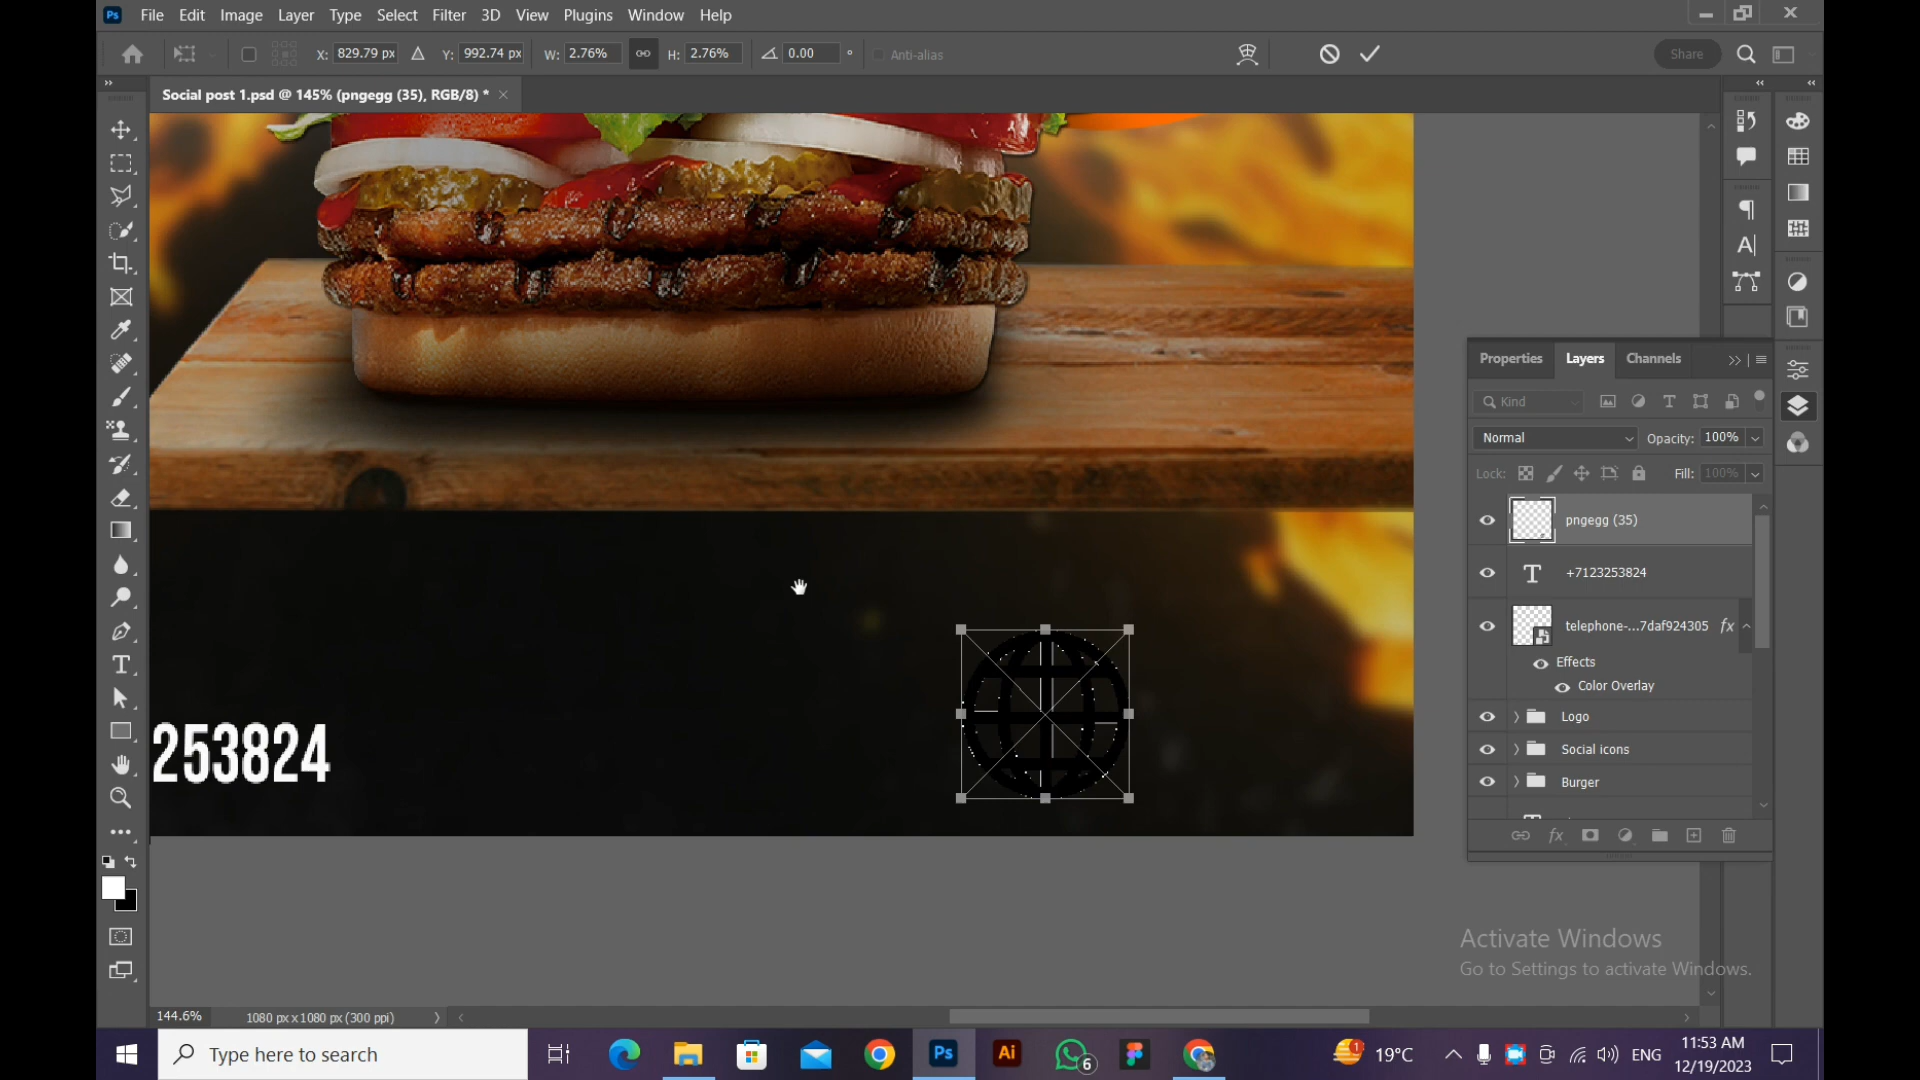 Ps File Edit Image Layer Type Select Filter 3D View Plugins Window Help
X: 829.79 px Y: 992.74 px W: 2.76% H: 2.76% 0.00 ° Anti-alias Share
Social post 1.psd @ 145% (pngegg (35), RGB/8) * ×
Properties Layers Channels
Kind
Normal Opacity: 100%
Lock: Fill: 100%
pngegg (35)
+7123253824
telephone-...7daf924305 fx
Effects
Color Overlay
Logo
Social icons
Burger
253824
Activate Windows
Go to Settings to activate Windows.
144.6% 1080 px x 1080 px (300 ppi)
Type here to search Ps Ai 6 1 19°C ENG 11:53 AM
12/19/2023